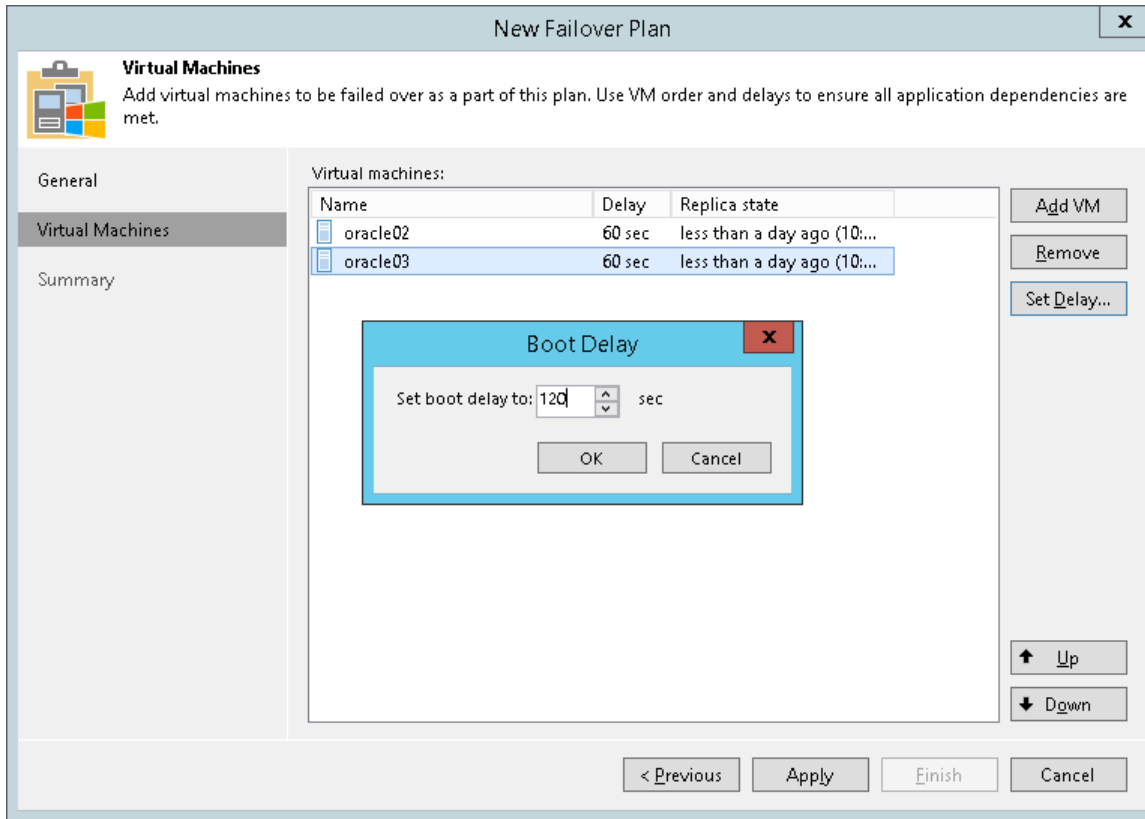 New Failover Plan
x
Virtual Machines
Add virtual machines to be failed over as a part of this plan. Use VM order and delays to ensure all application dependencies are
met.
General
Virtual Machines
Summary
Virtual machines:
Name Delay Replica state
oracle02 60 sec less than a day ago (10:...
oracle03 60 sec less than a day ago (10:...
Add VM
Remove
Set Delay...
Boot Delay
x
Set boot delay to: 120 sec
OK Cancel
Up
Down
< Previous Apply Finish Cancel